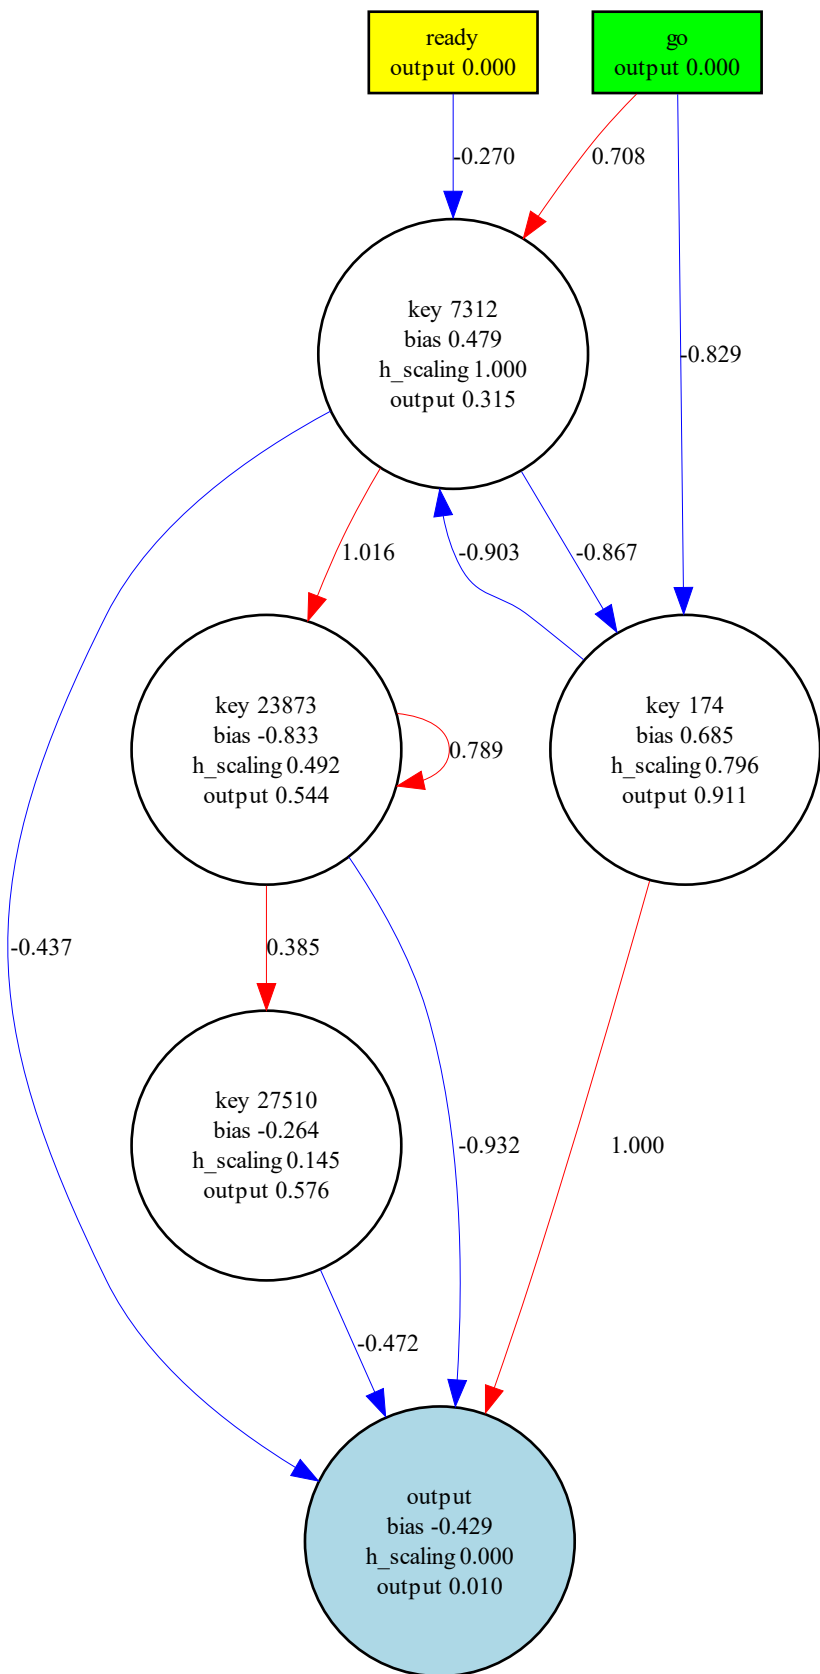 ready
output 0.000
go
output 0.000
-0.270
0.708
key 7312
bias 0.479
h_scaling 1.000
output 0.315
-0.829
1.016
-0.903
-0.867
key 23873
bias -0.833
h_scaling 0.492
output 0.544
0.789
key 174
bias 0.685
h_scaling 0.796
output 0.911
-0.437
0.385
key 27510
bias -0.264
h_scaling 0.145
output 0.576
-0.932
1.000
-0.472
output
bias -0.429
h_scaling 0.000
output 0.010